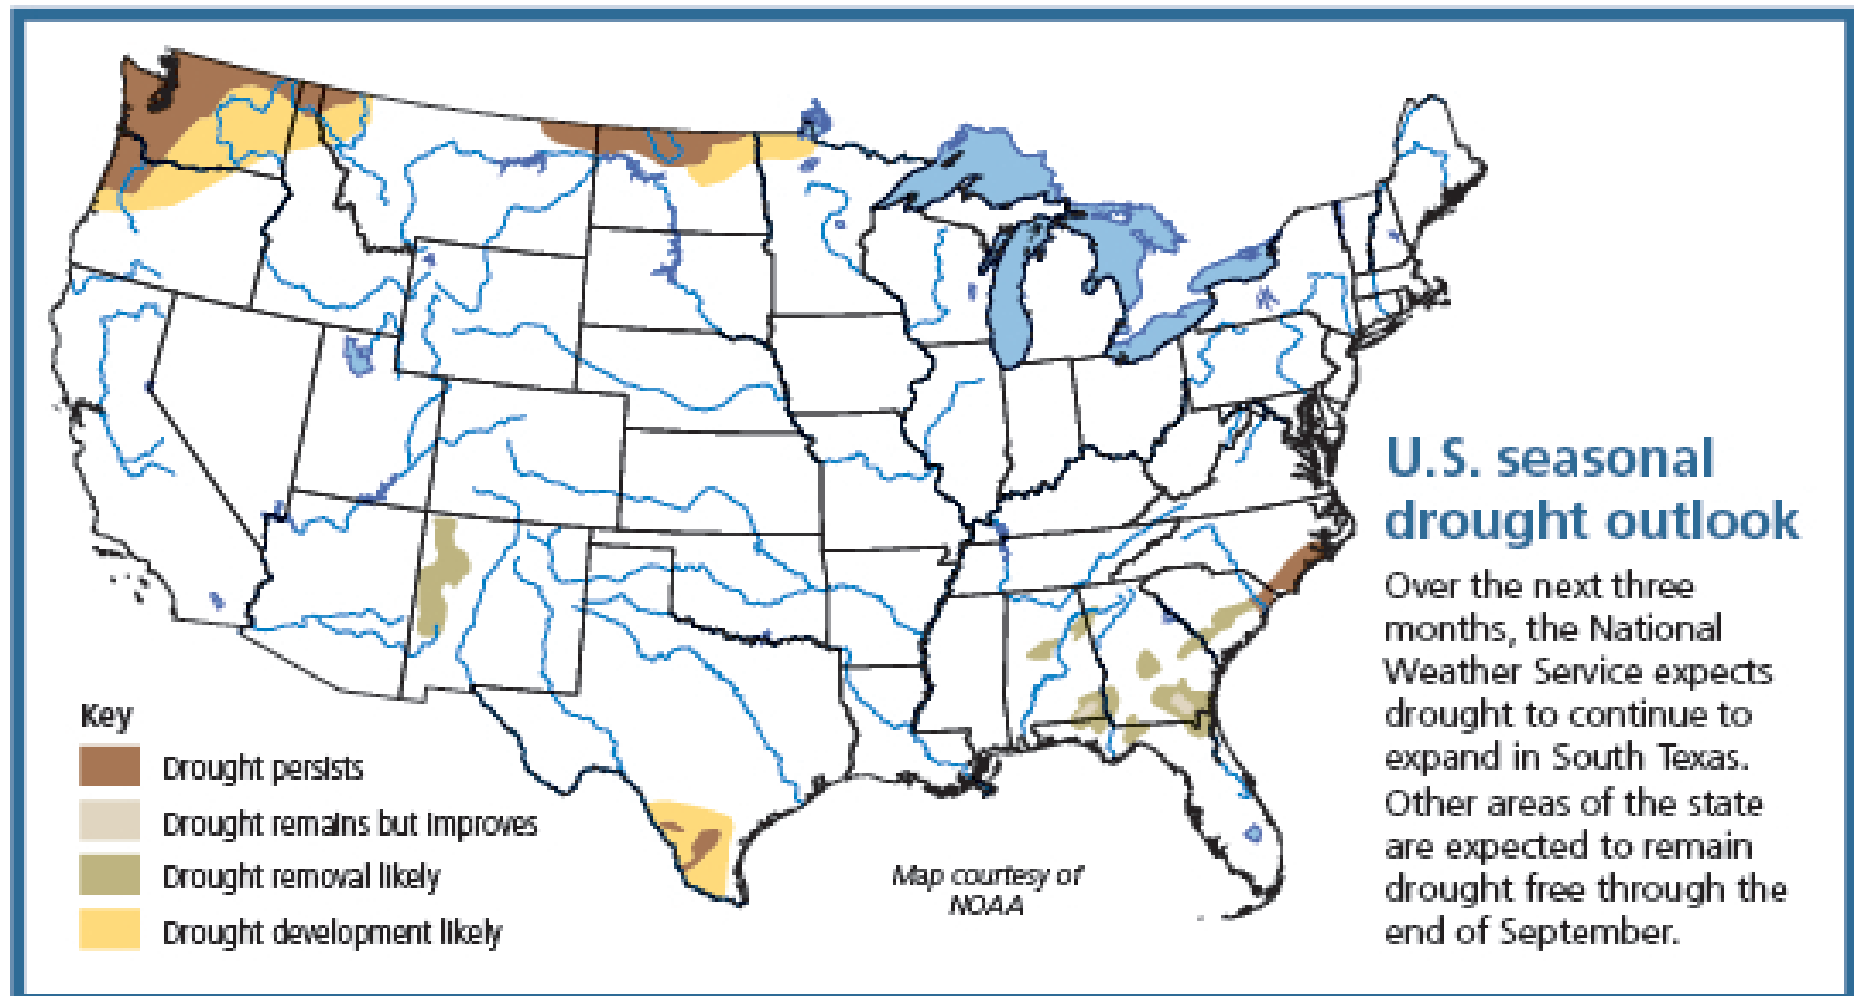 U.S. seasonal
drought outlook
Over the next three
months, the National
Weather Service expects
drought to continue to
expand in South Texas.
Other areas of the state
are expected to remain
drought free through the
end of September.
Key
Drought persists
Drought remains but improves
Drought removal likely
Drought development likely
Map courtesy of
NOAA